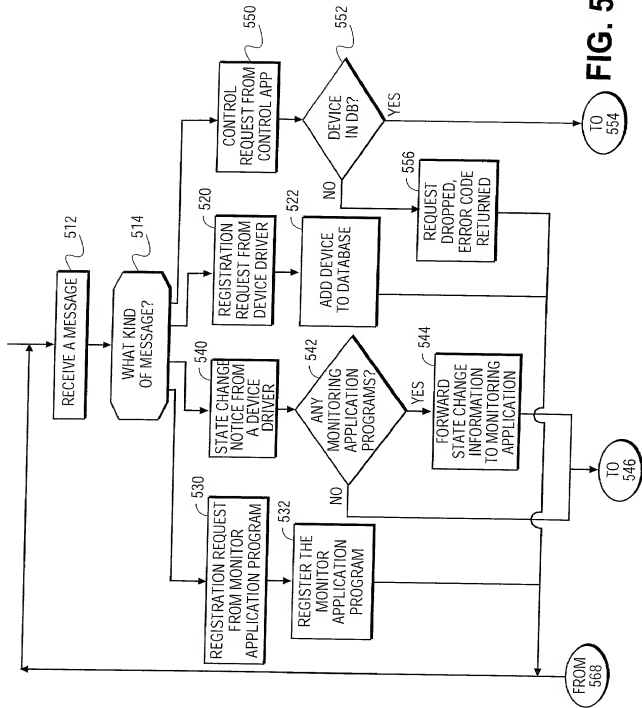 512
RECEIVE A MESSAGE
514
WHAT KIND
OF MESSAGE?
530
REGISTRATION REQUEST
FROM MONITOR
APPLICATION PROGRAM
532
REGISTER THE
MONITOR
APPLICATION
PROGRAM
540
STATE CHANGE
NOTICE FROM
A DEVICE
DRIVER
542
ANY
MONITORING
APPLICATION
PROGRAMS?
NO
YES
544
FORWARD
STATE CHANGE
INFORMATION
TO MONITORING
APPLICATION
TO
546
520
REGISTRATION
REQUEST FROM
DEVICE DRIVER
522
ADD DEVICE
TO DATABASE
550
CONTROL
REQUEST FROM
CONTROL APP
552
DEVICE
IN DB?
NO
YES
556
REQUEST
DROPPED,
ERROR CODE
RETURNED
TO
554
FROM
568
FIG. 5